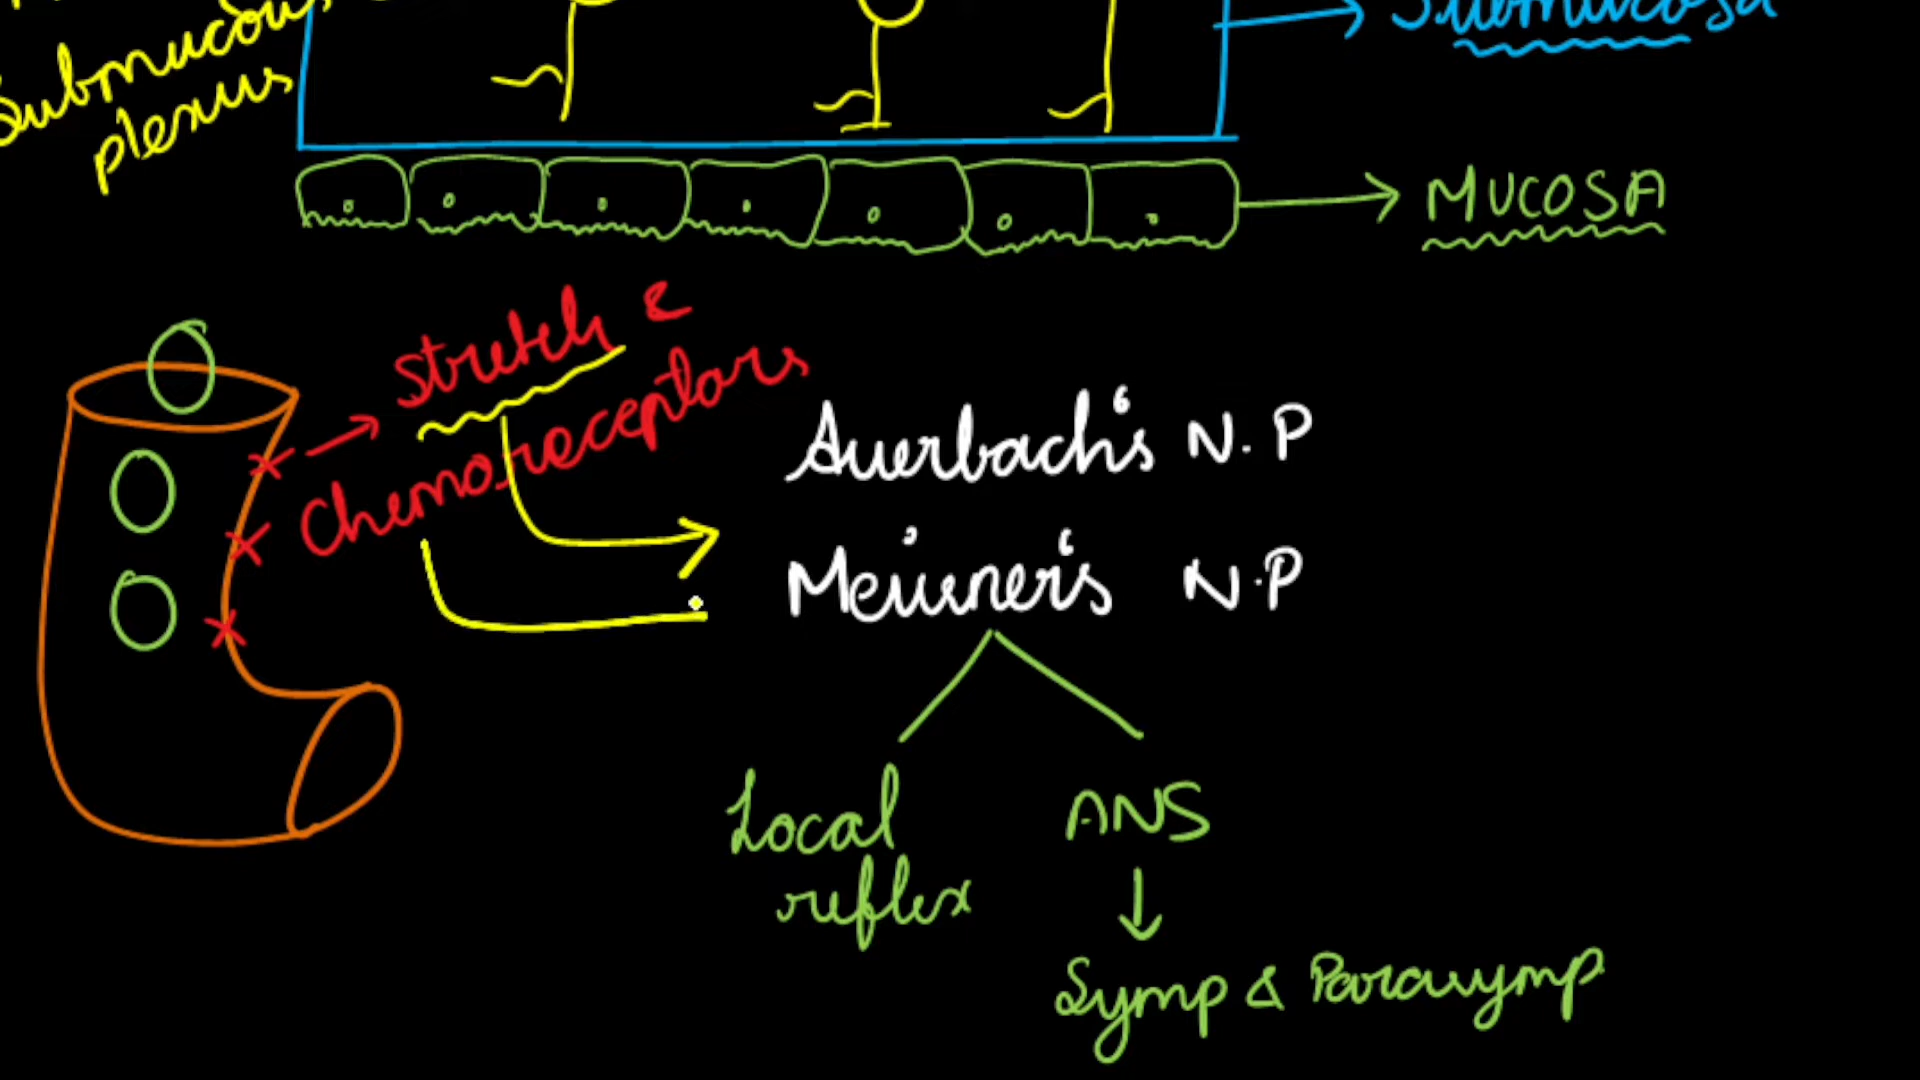 Submucosa
Submucous
plexus
MUCOSA
Stretch &
Chemoreceptors
Auerbach's N.P
Meissner's N.P
Local
reflex
ANS
Symp & Parasymp